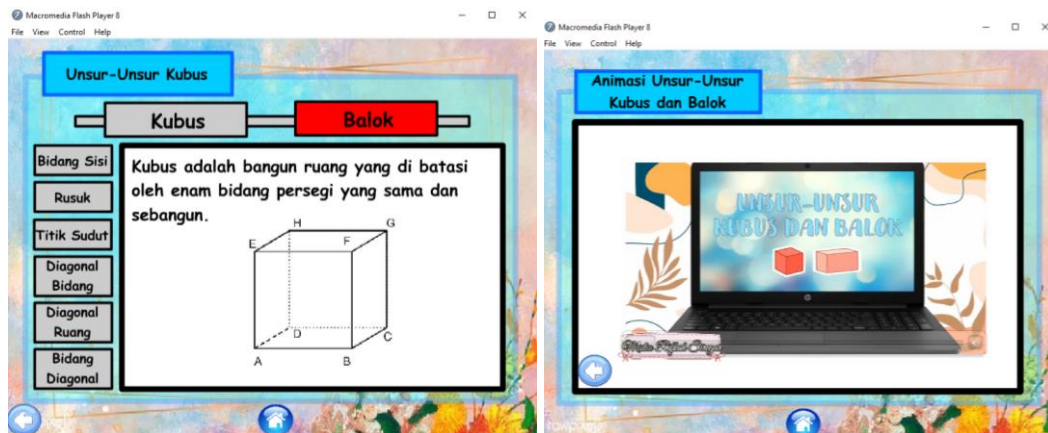 Macromedia Flash Player 8
File View Control Help
Unsur-Unsur Kubus
Kubus
Balok
Bidang Sisi
Rusuk
Titik Sudut
Diagonal
Bidang
Diagonal
Ruang
Bidang
Diagonal
Kubus adalah bangun ruang yang di batasi
oleh enam bidang persegi yang sama dan
sebangun.
H
G
E
F
D
C
A
B
Macromedia Flash Player 8
File View Control Help
Animasi Unsur-Unsur
Kubus dan Balok
UNSUR-UNSUR
KUBUS DAN BALOK
hp
rawpixel